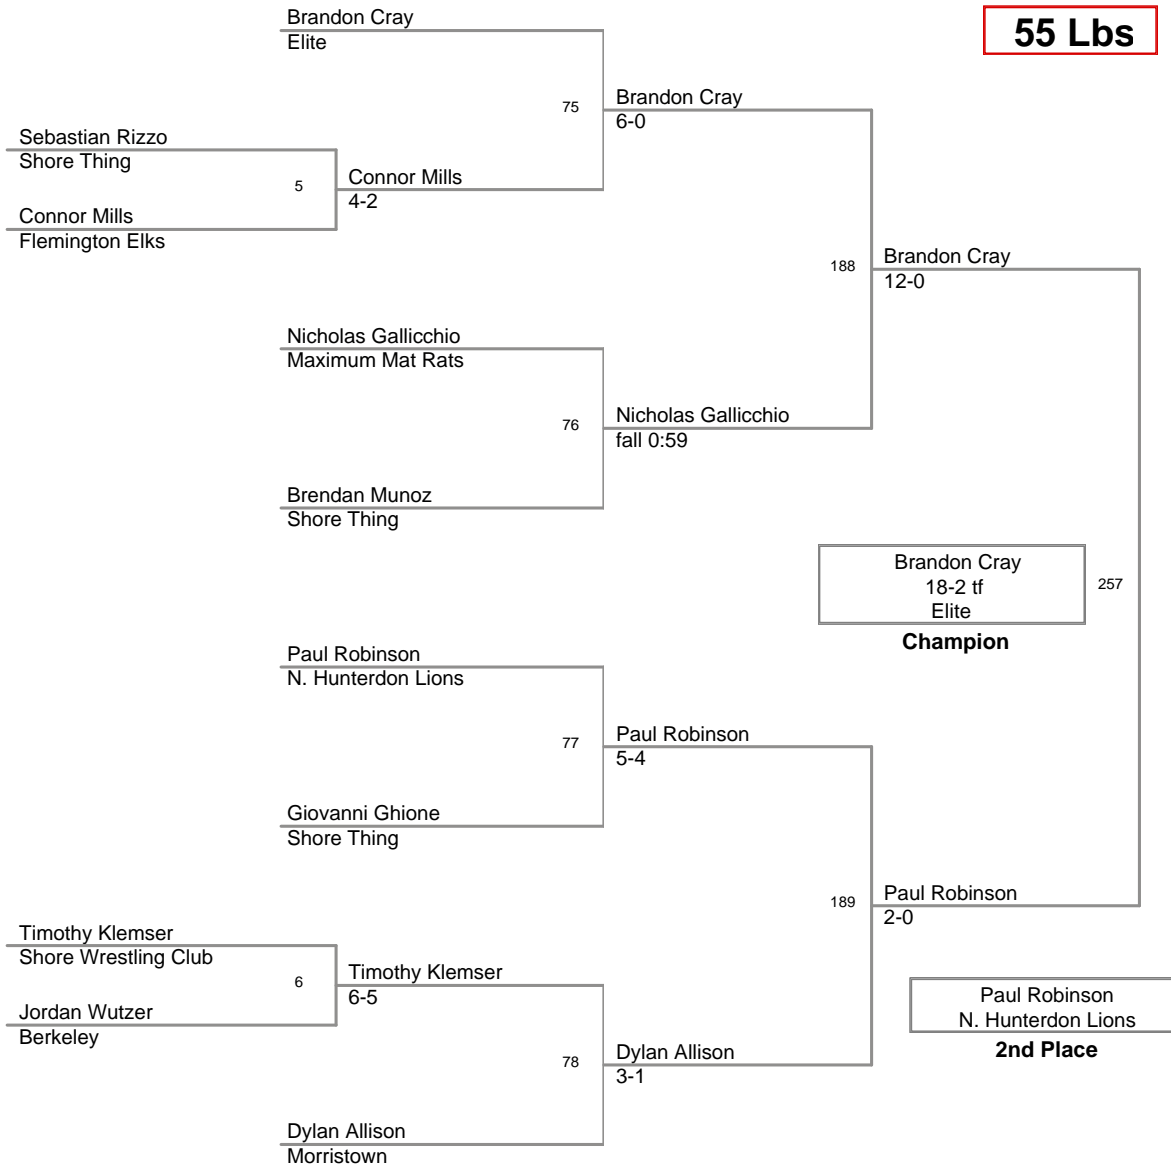 55 Lbs
Brandon Cray
Elite
75
Brandon Cray
6-0
Sebastian Rizzo
Shore Thing
5
Connor Mills
4-2
Connor Mills
Flemington Elks
188
Brandon Cray
12-0
Nicholas Gallicchio
Maximum Mat Rats
76
Nicholas Gallicchio
fall 0:59
Brendan Munoz
Shore Thing
Brandon Cray
18-2 tf
Elite
257
Champion
Paul Robinson
N. Hunterdon Lions
77
Paul Robinson
5-4
Giovanni Ghione
Shore Thing
189
Paul Robinson
2-0
Timothy Klemser
Shore Wrestling Club
6
Timothy Klemser
6-5
Jordan Wutzer
Berkeley
Paul Robinson
N. Hunterdon Lions
2nd Place
78
Dylan Allison
3-1
Dylan Allison
Morristown